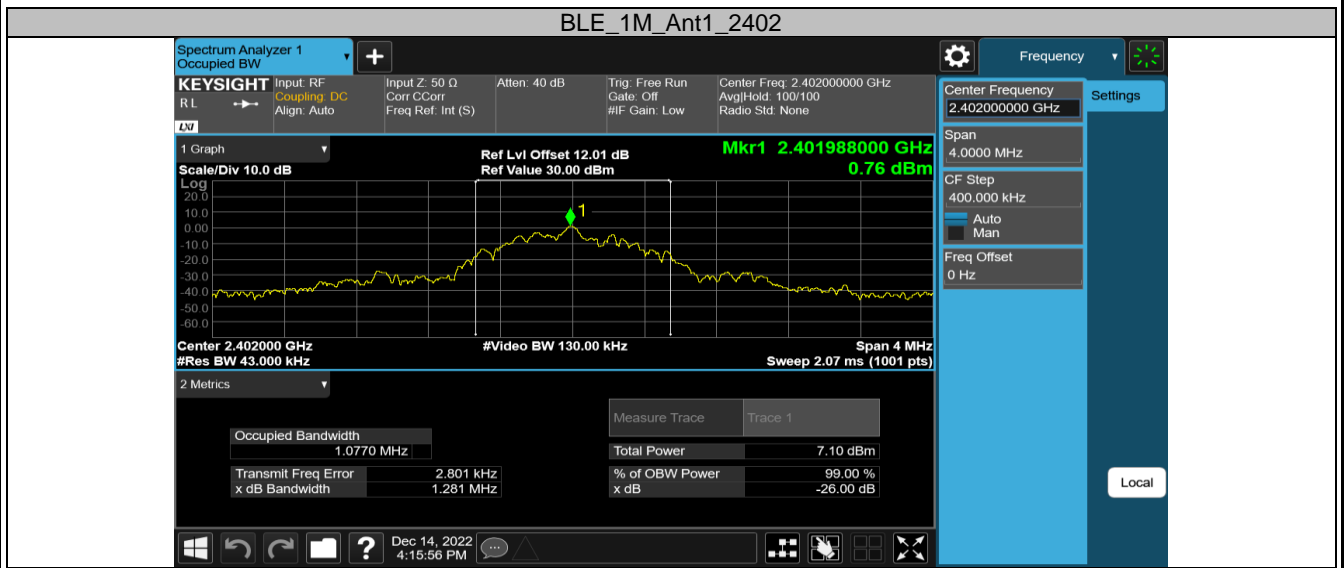 BLE_1M_Ant1_2402
Spectrum Analyzer 1
Occupied BW
+
Frequency
KEYSIGHT
R L
LXI
Input: RF
Coupling: DC
Align: Auto
Input Z: 50 Ω
Corr CCorr
Freq Ref: Int (S)
Atten: 40 dB
Trig: Free Run
Gate: Off
#IF Gain: Low
Center Freq: 2.402000000 GHz
Avg|Hold: 100/100
Radio Std: None
Center Frequency
2.402000000 GHz
Settings
Span
4.0000 MHz
CF Step
400.000 kHz
Auto
Man
Freq Offset
0 Hz
Local
1 Graph
Scale/Div 10.0 dB
Ref Lvl Offset 12.01 dB
Ref Value 30.00 dBm
Mkr1 2.401988000 GHz
0.76 dBm
Log
20.0
10.0
0.00
-10.0
-20.0
-30.0
-40.0
-50.0
-60.0
1
Center 2.402000 GHz
#Res BW 43.000 kHz
#Video BW 130.00 kHz
Span 4 MHz
Sweep 2.07 ms (1001 pts)
2 Metrics
Measure Trace Trace 1
Occupied Bandwidth
1.0770 MHz
Total Power 7.10 dBm
Transmit Freq Error 2.801 kHz
% of OBW Power 99.00 %
x dB Bandwidth 1.281 MHz
x dB -26.00 dB
?
Dec 14, 2022
4:15:56 PM